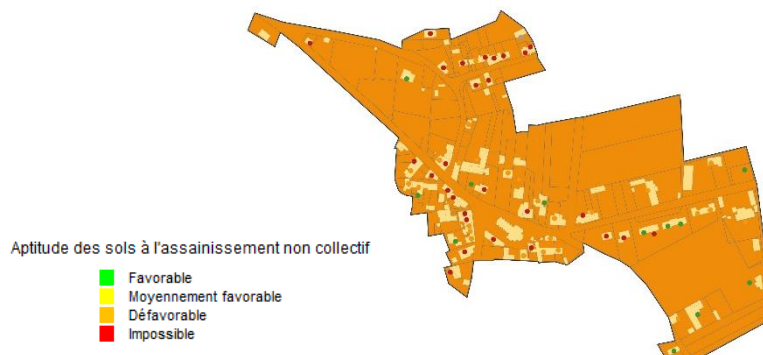 Aptitude des sols à l'assainissement non collectif
Favorable
Moyennement favorable
Défavorable
Impossible